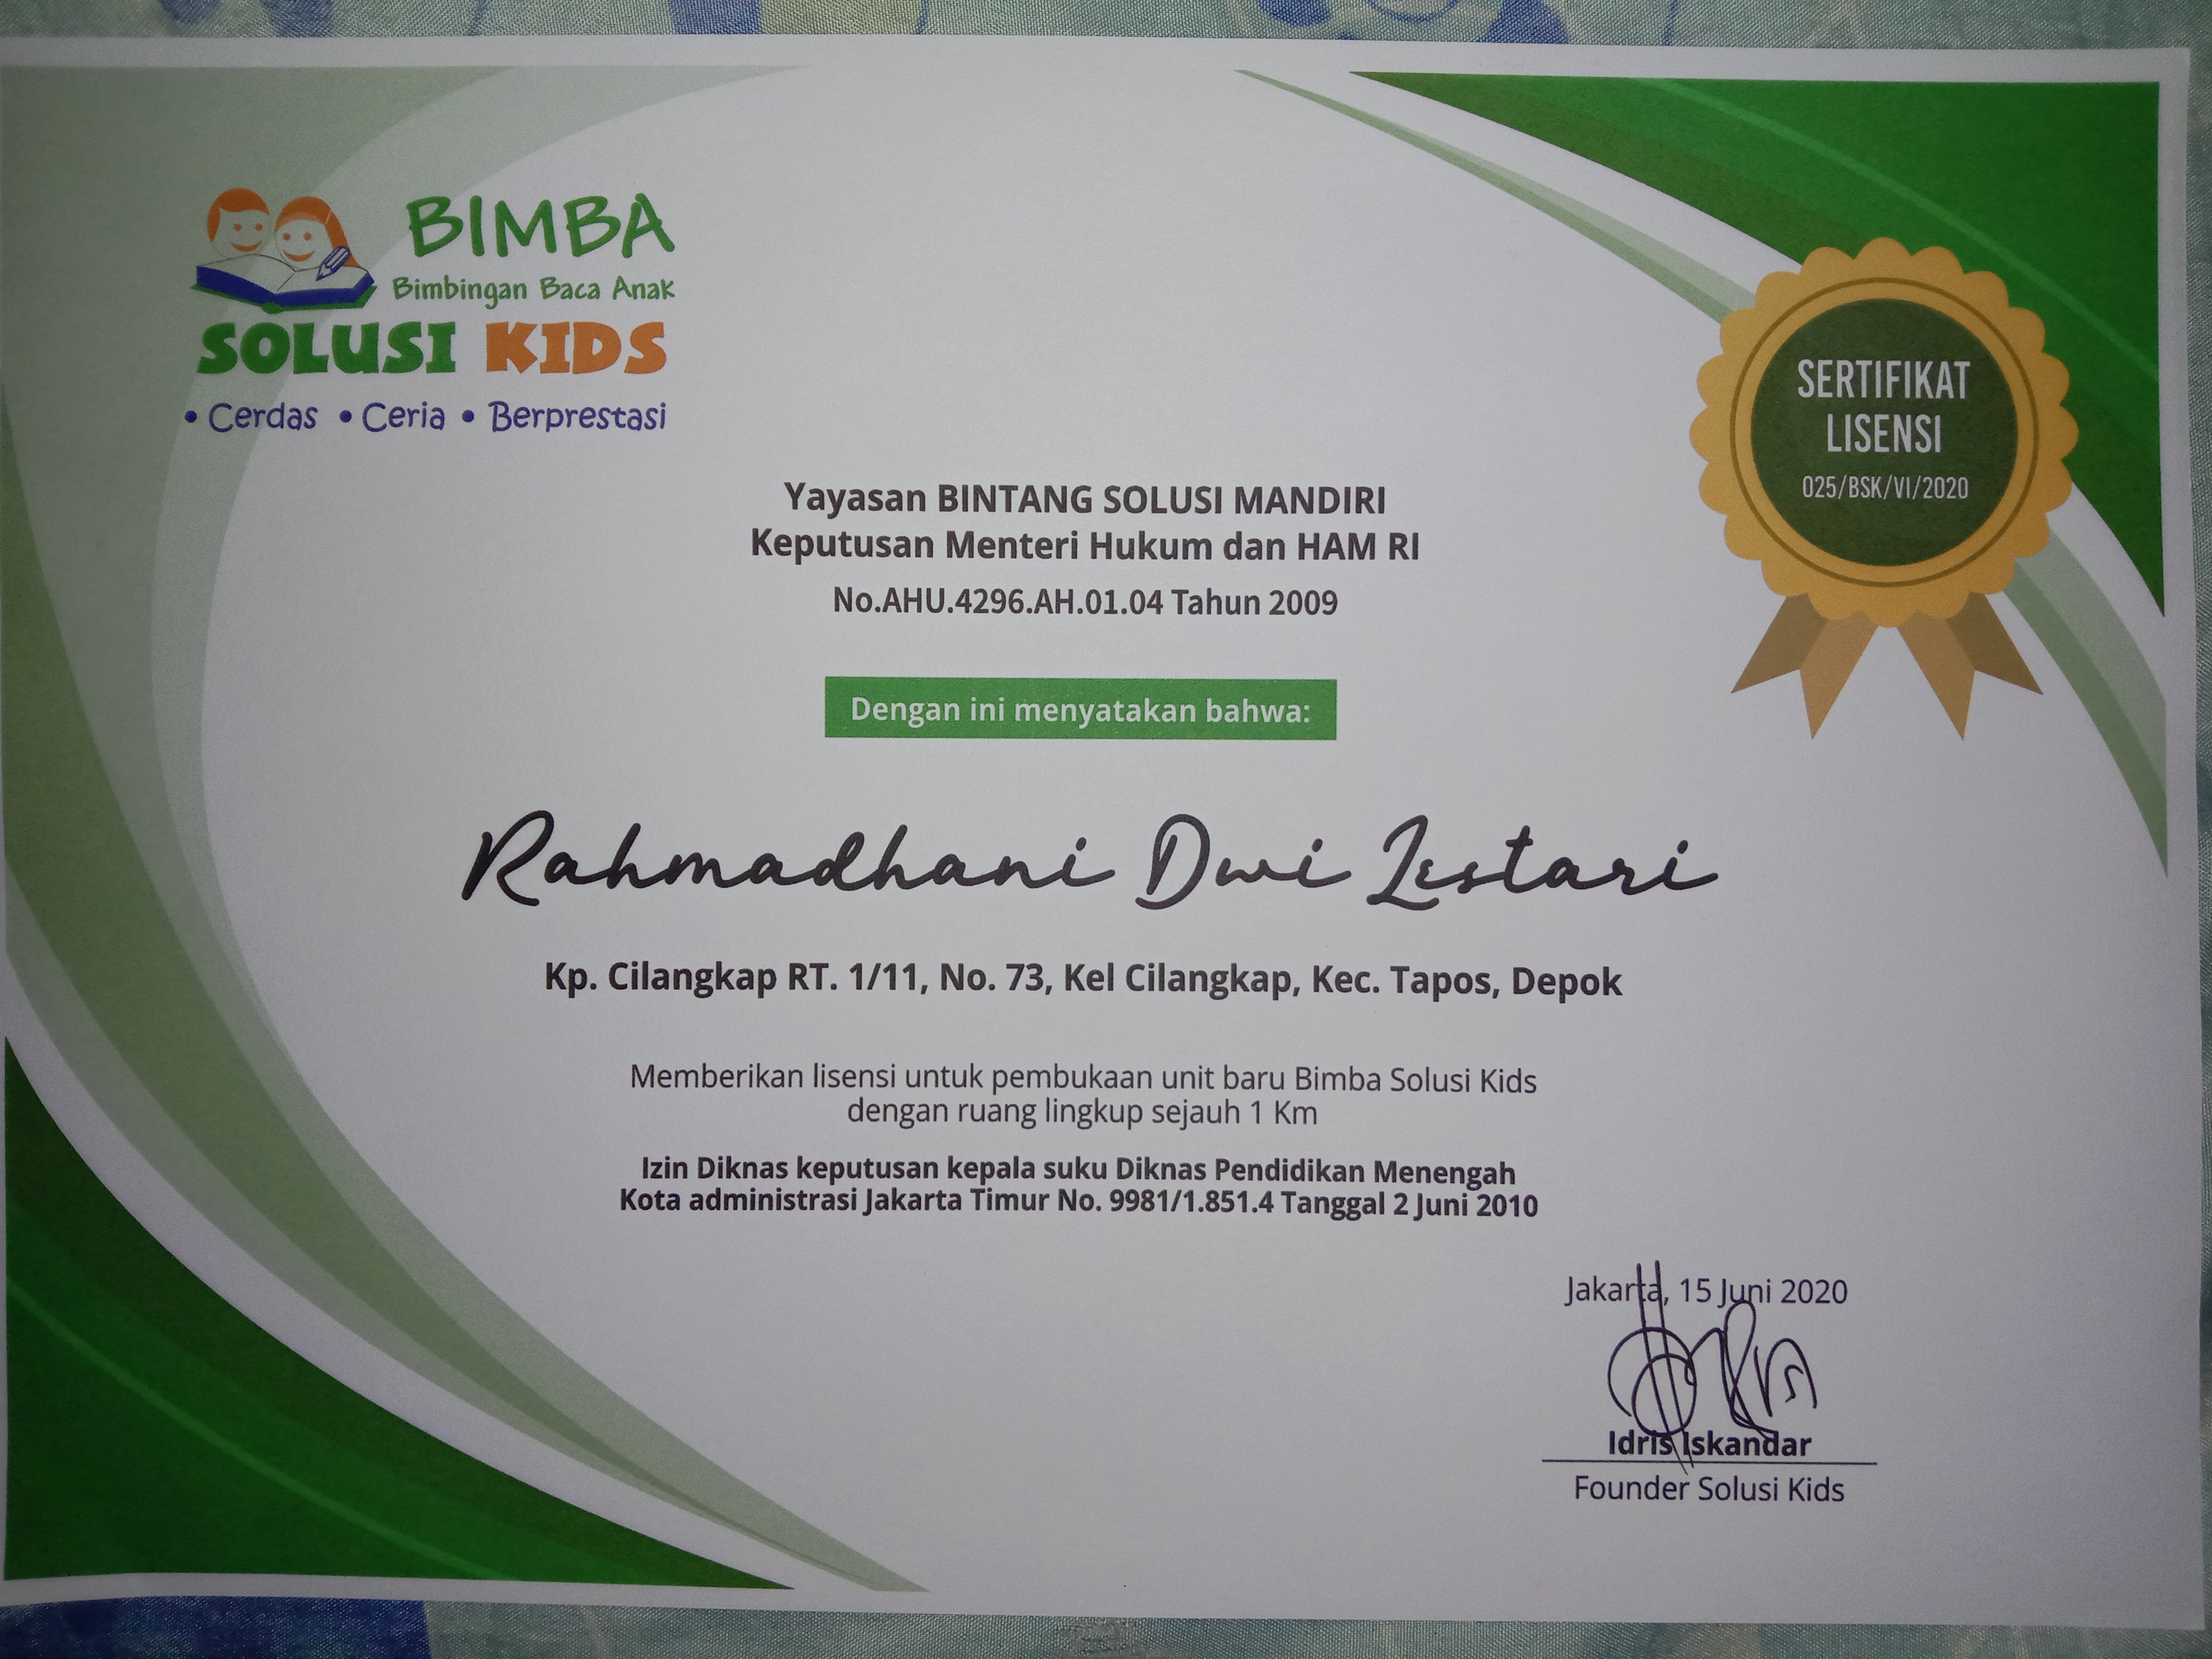 BIMBA
Bimbingan Baca Anak
SOLUSI KIDS
• Cerdas • Ceria • Berprestasi
SERTIFIKAT
LISENSI
025/BSK/VI/2020
Yayasan BINTANG SOLUSI MANDIRI
Keputusan Menteri Hukum dan HAM RI
No.AHU.4296.AH.01.04 Tahun 2009
Dengan ini menyatakan bahwa:
Rahmadhani Dwi Lestari
Kp. Cilangkap RT. 1/11, No. 73, Kel Cilangkap, Kec. Tapos, Depok
Memberikan lisensi untuk pembukaan unit baru Bimba Solusi Kids
dengan ruang lingkup sejauh 1 Km
Izin Diknas keputusan kepala suku Diknas Pendidikan Menengah
Kota administrasi Jakarta Timur No. 9981/1.851.4 Tanggal 2 Juni 2010
Jakarta, 15 Juni 2020
Idris Iskandar
Founder Solusi Kids